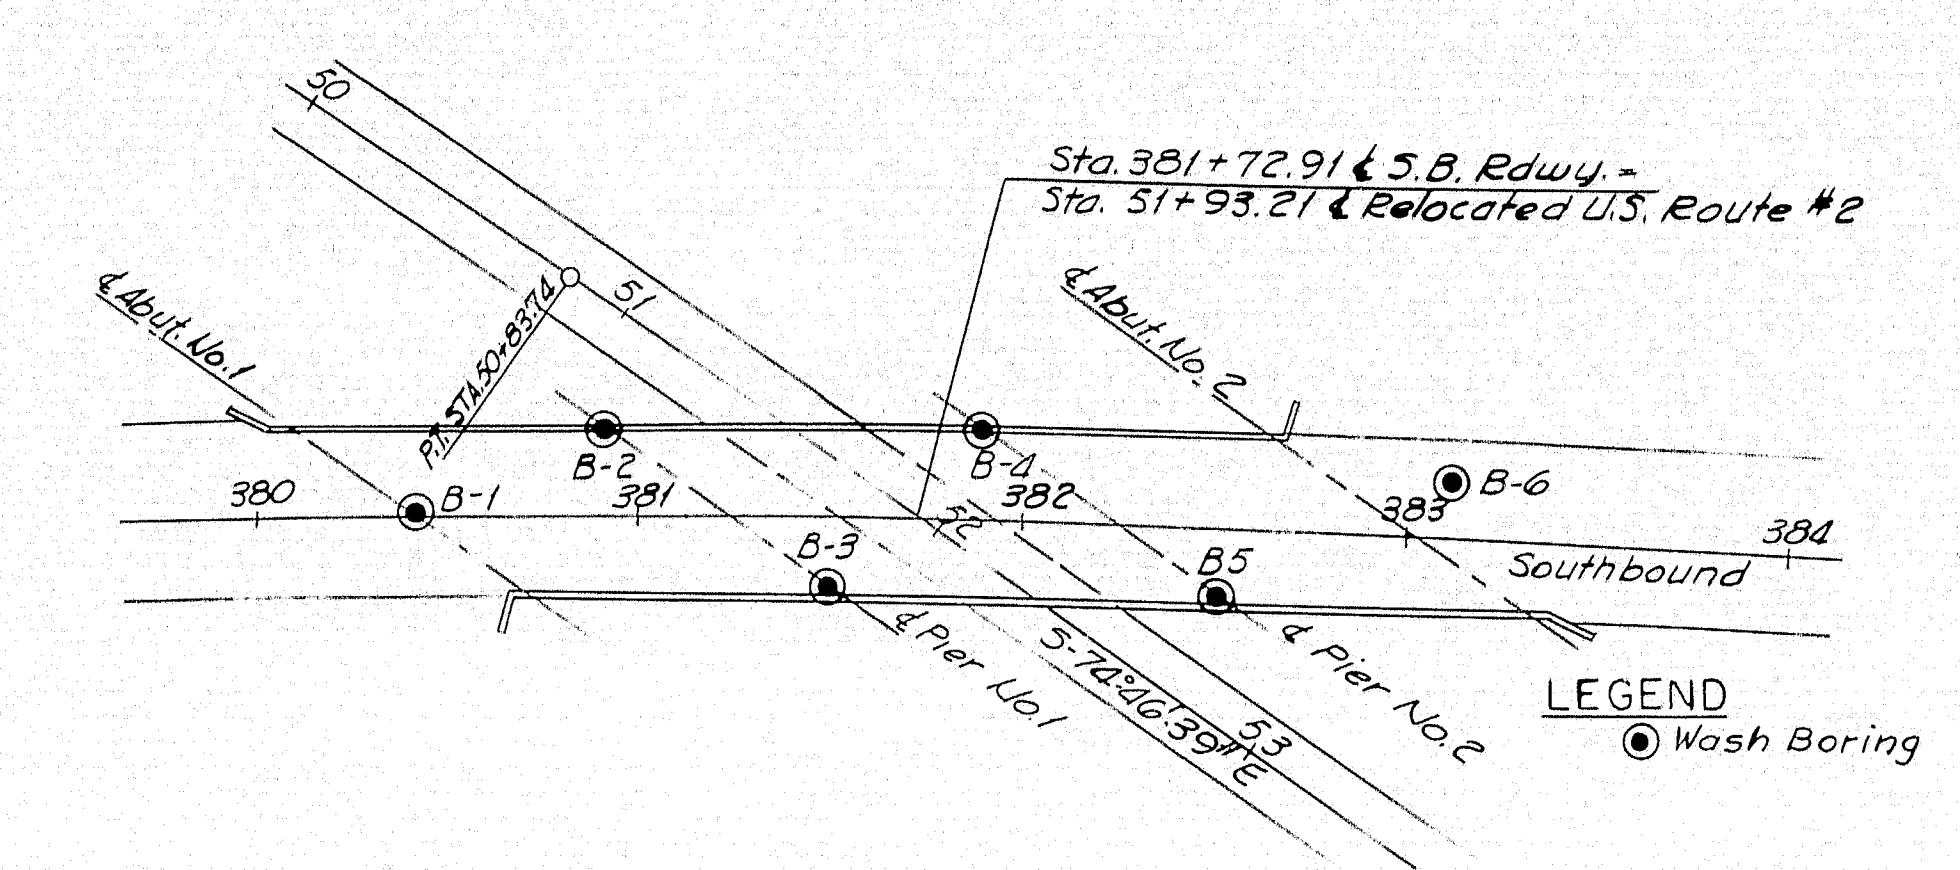 50
Sta. 381+72.91 ℄ S.B. Rdwy. =
Sta. 51+93.21 ℄ Relocated U.S. Route #2
℄ Abut. No. 1
P.T. STA. 50+83.74
51
℄ Abut. No. 2
B-2
B-4
380
B-1
381
382
383
B-6
52
384
B-3
B5
Southbound
℄ Pier No. 1
S-74°-46'-39" E
53
℄ Pier No. 2
LEGEND
Wash Boring